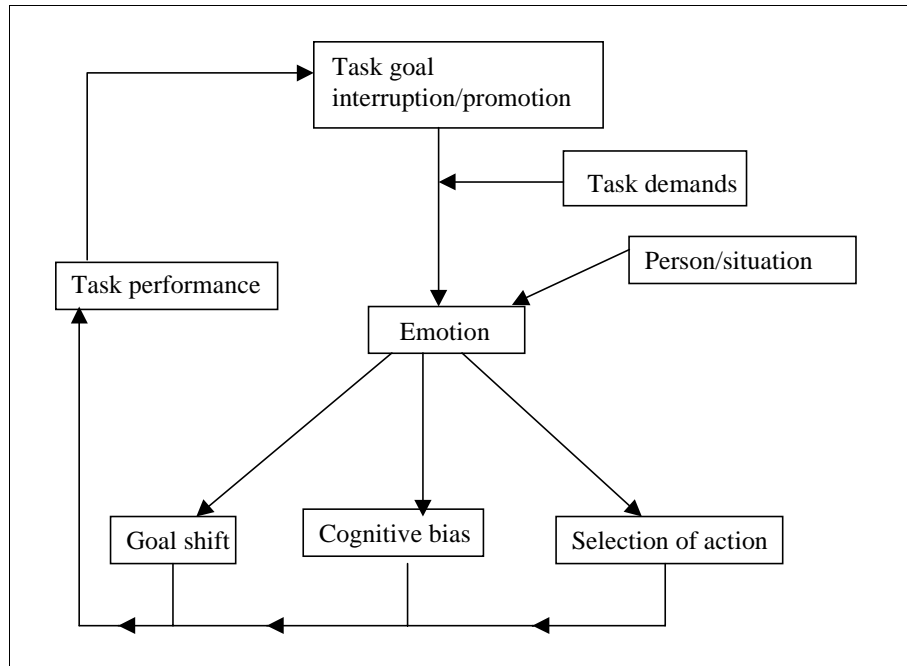 Task goal
interruption/promotion
Task demands
Person/situation
Task performance
Emotion
Goal shift
Cognitive bias
Selection of action